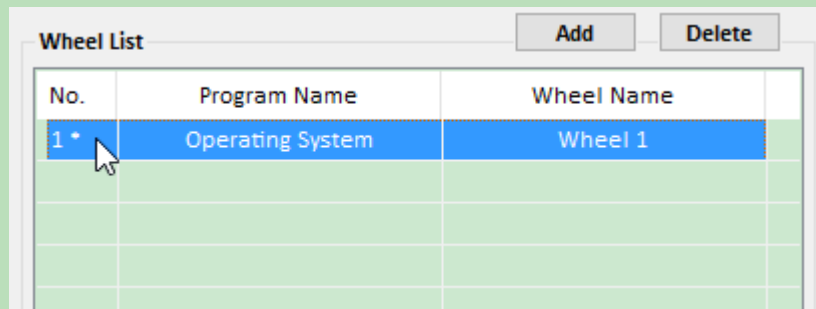 Wheel List Add Delete
No. Program Name Wheel Name
1 * Operating System Wheel 1